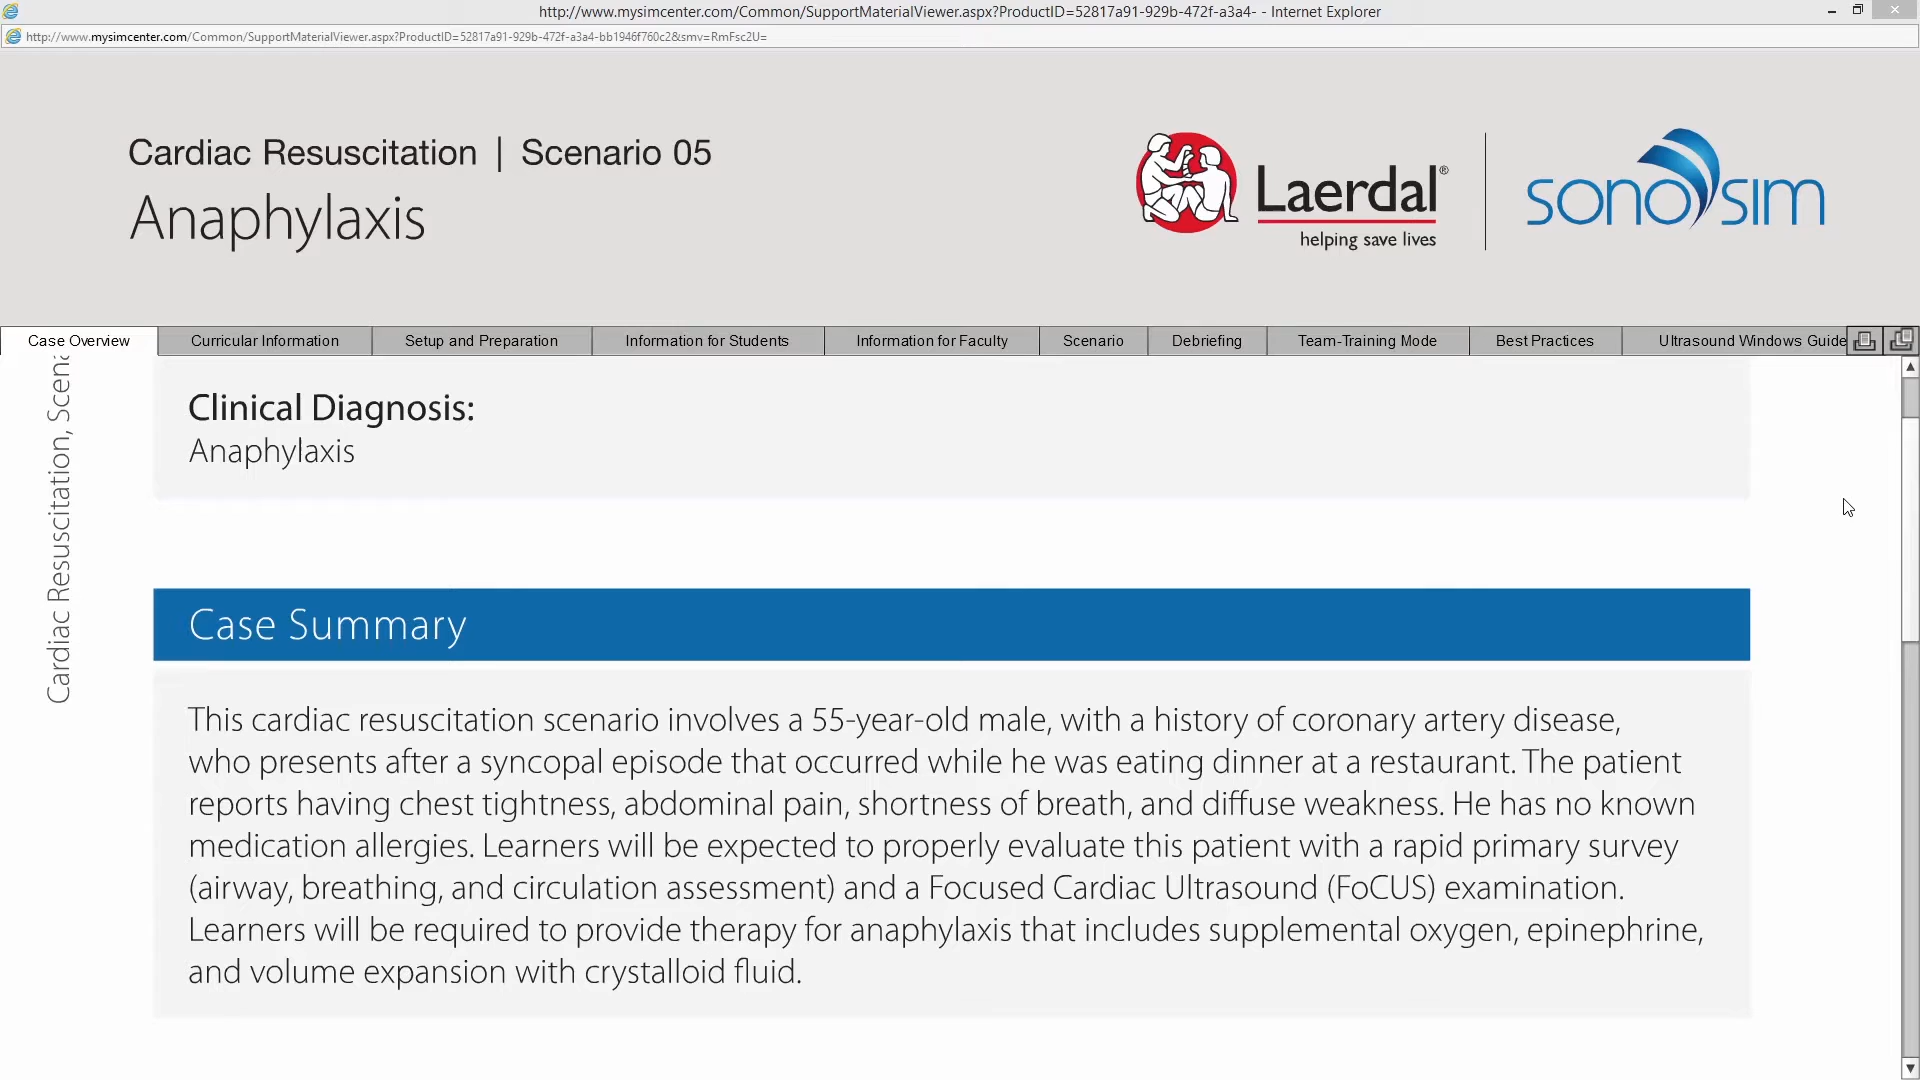 http://www.mysimcenter.com/Common/SupportMaterialViewer.aspx?ProductID=52817a91-929b-472f-a3a4- - Internet Explorer
http://www.mysimcenter.com/Common/SupportMaterialViewer.aspx?ProductID=52817a91-929b-472f-a3a4-bb1946f760c2&smv=RmFsc2U=
Cardiac Resuscitation | Scenario 05
Anaphylaxis
Laerdal®
helping save lives
sonosim
Case Overview
Curricular Information
Setup and Preparation
Information for Students
Information for Faculty
Scenario
Debriefing
Team-Training Mode
Best Practices
Ultrasound Windows Guide
Cardiac Resuscitation, Scena
Clinical Diagnosis:
Anaphylaxis
Case Summary
This cardiac resuscitation scenario involves a 55-year-old male, with a history of coronary artery disease,
who presents after a syncopal episode that occurred while he was eating dinner at a restaurant. The patient
reports having chest tightness, abdominal pain, shortness of breath, and diffuse weakness. He has no known
medication allergies. Learners will be expected to properly evaluate this patient with a rapid primary survey
(airway, breathing, and circulation assessment) and a Focused Cardiac Ultrasound (FoCUS) examination.
Learners will be required to provide therapy for anaphylaxis that includes supplemental oxygen, epinephrine,
and volume expansion with crystalloid fluid.